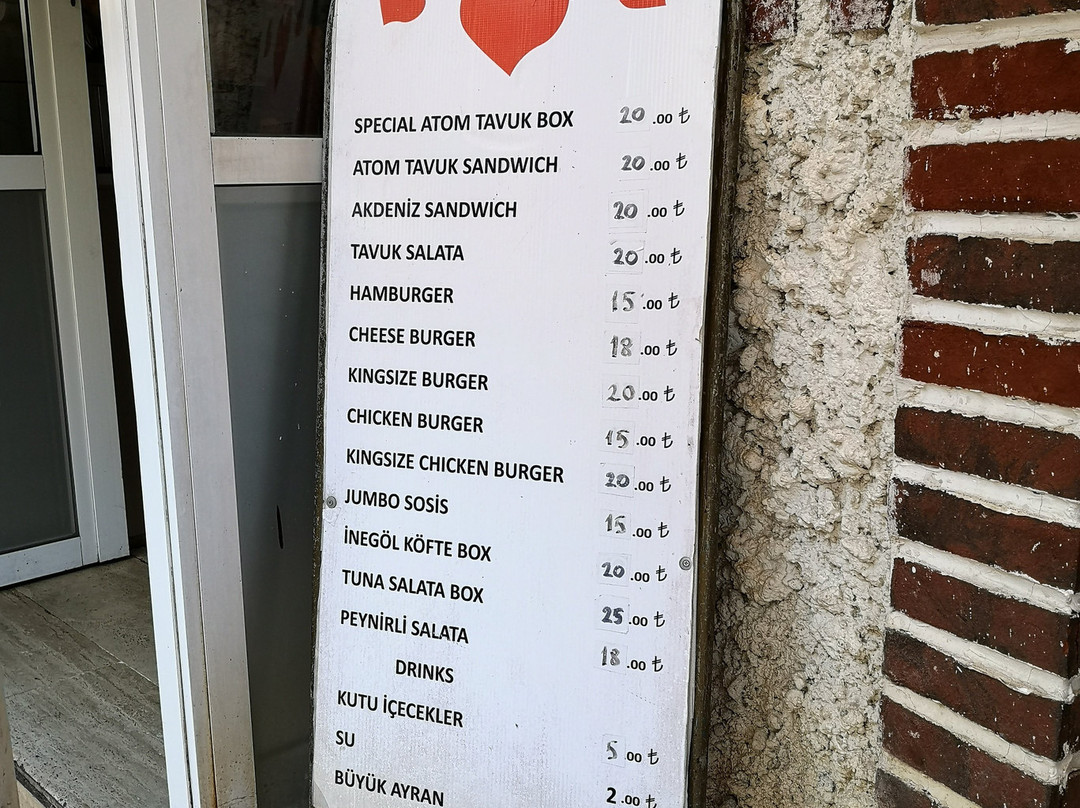 SPECIAL ATOM TAVUK BOX 20.00 ₺
ATOM TAVUK SANDWICH 20.00 ₺
AKDENİZ SANDWICH 20.00 ₺
TAVUK SALATA 20.00 ₺
HAMBURGER 15.00 ₺
CHEESE BURGER 18.00 ₺
KINGSIZE BURGER 20.00 ₺
CHICKEN BURGER 15.00 ₺
KINGSIZE CHICKEN BURGER 20.00 ₺
JUMBO SOSİS 15.00 ₺
İNEGÖL KÖFTE BOX 20.00 ₺
TUNA SALATA BOX 25.00 ₺
PEYNİRLİ SALATA 18.00 ₺
DRINKS
KUTU İÇECEKLER 5.00 ₺
SU 2.00 ₺
BÜYÜK AYRAN